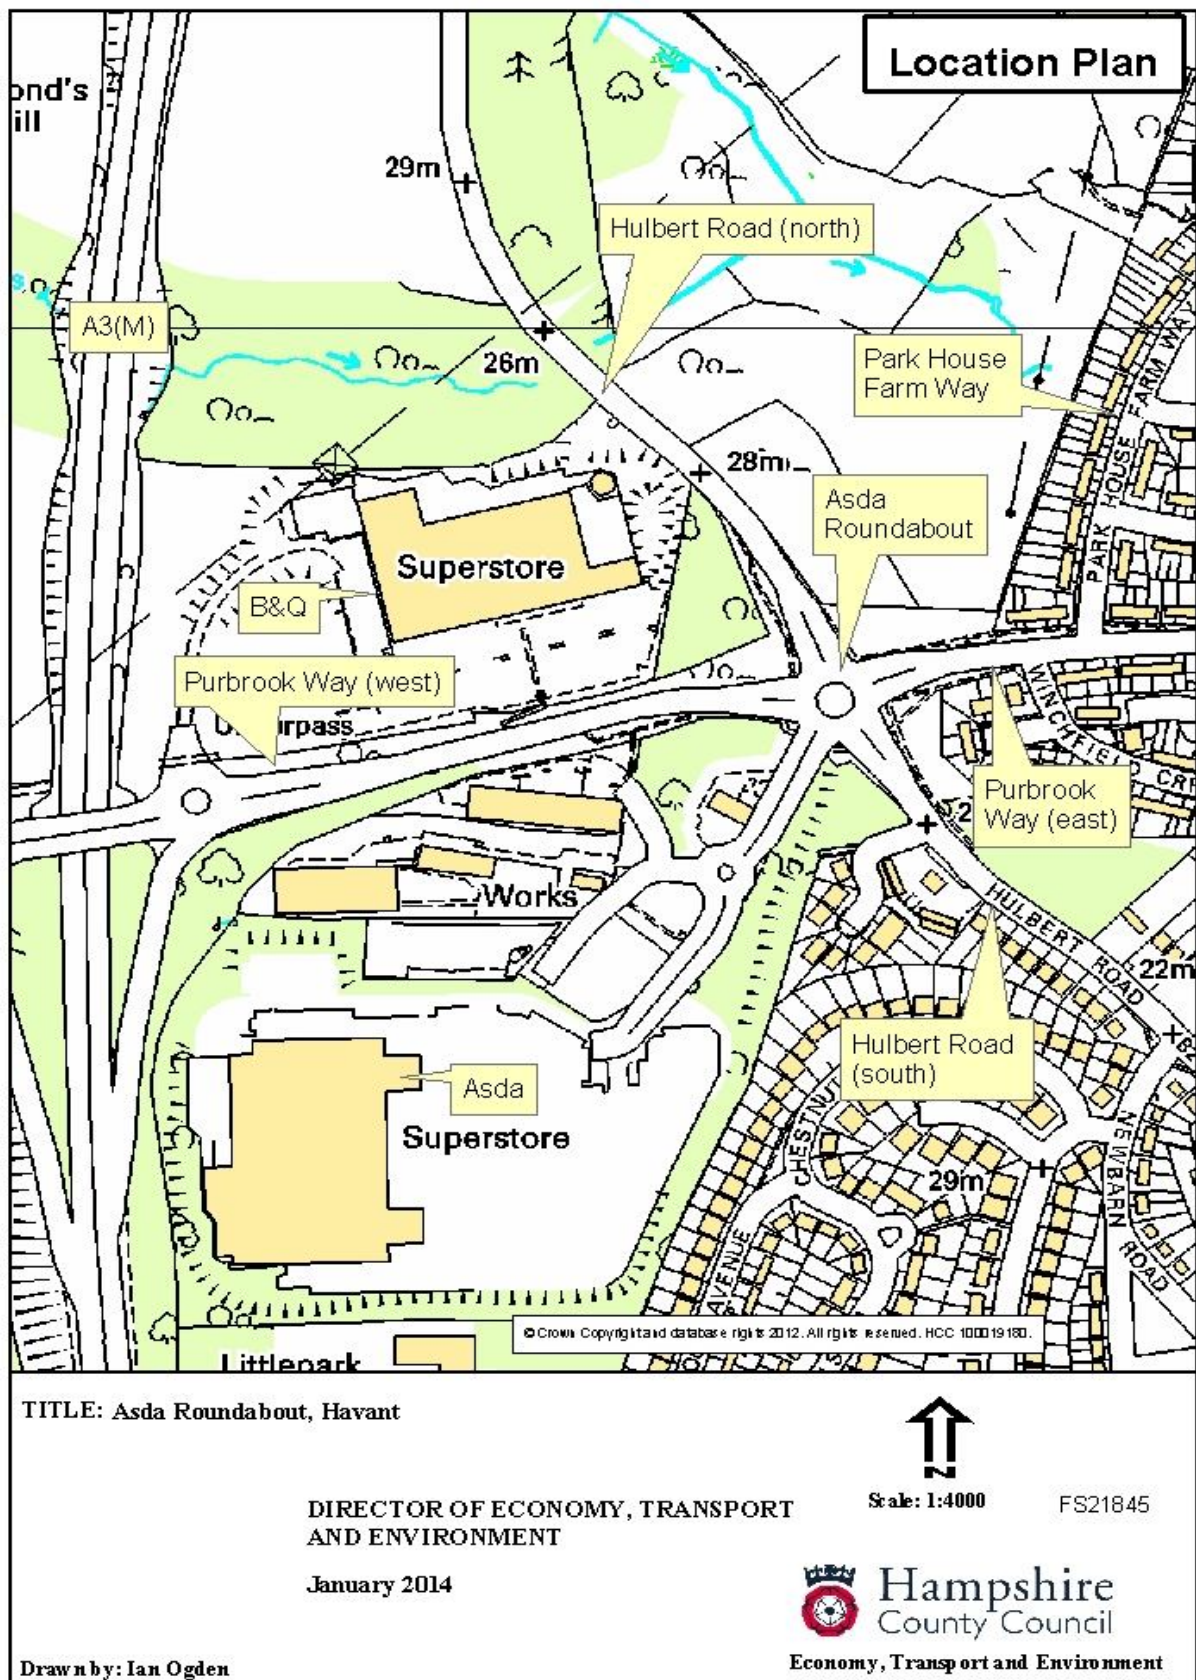 Location Plan
ond's
ill
29m
Hulbert Road (north)
A3(M)
26m
Park House
Farm Way
PARK HOUSE FARM WAY
28m
Asda
Roundabout
Superstore
B&Q
Purbrook Way (west)
rpass
WINCHFIELD CRE
Purbrook
Way (east)
Works
HULBERT ROAD
22m
B2
Hulbert Road
(south)
Asda
Superstore
CHESTNUT
AVENUE
29m
NEWBARN
ROAD
© Crown Copyright and database rights 2012. All rights reserved. HCC 100019180.
Littlepark
TITLE: Asda Roundabout, Havant
N
Scale: 1:4000
FS21845
DIRECTOR OF ECONOMY, TRANSPORT
AND ENVIRONMENT
January 2014
Hampshire
County Council
Drawn by: Ian Ogden
Economy, Transport and Environment